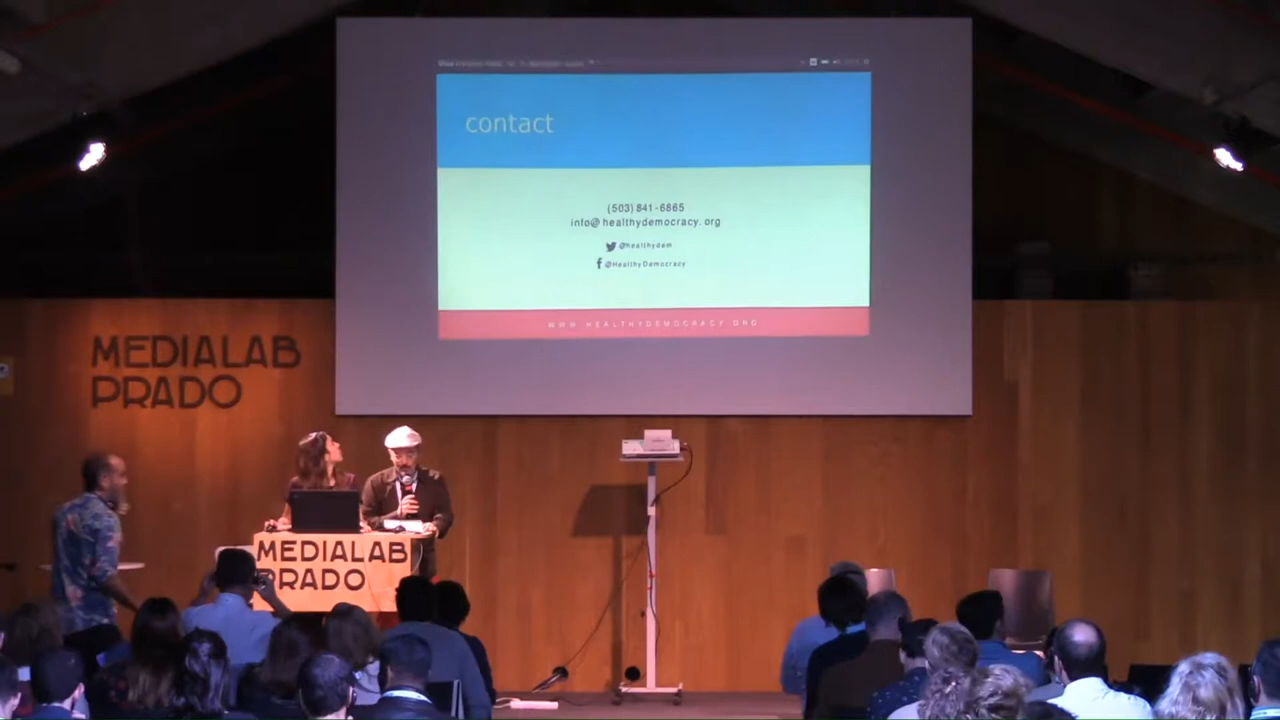 contact
(503) 841-6865
info@healthydemocracy.org
@healthydem
@HealthyDemocracy
WWW.HEALTHYDEMOCRACY.ORG
MEDIALAB
PRADO
MEDIALAB
PRADO